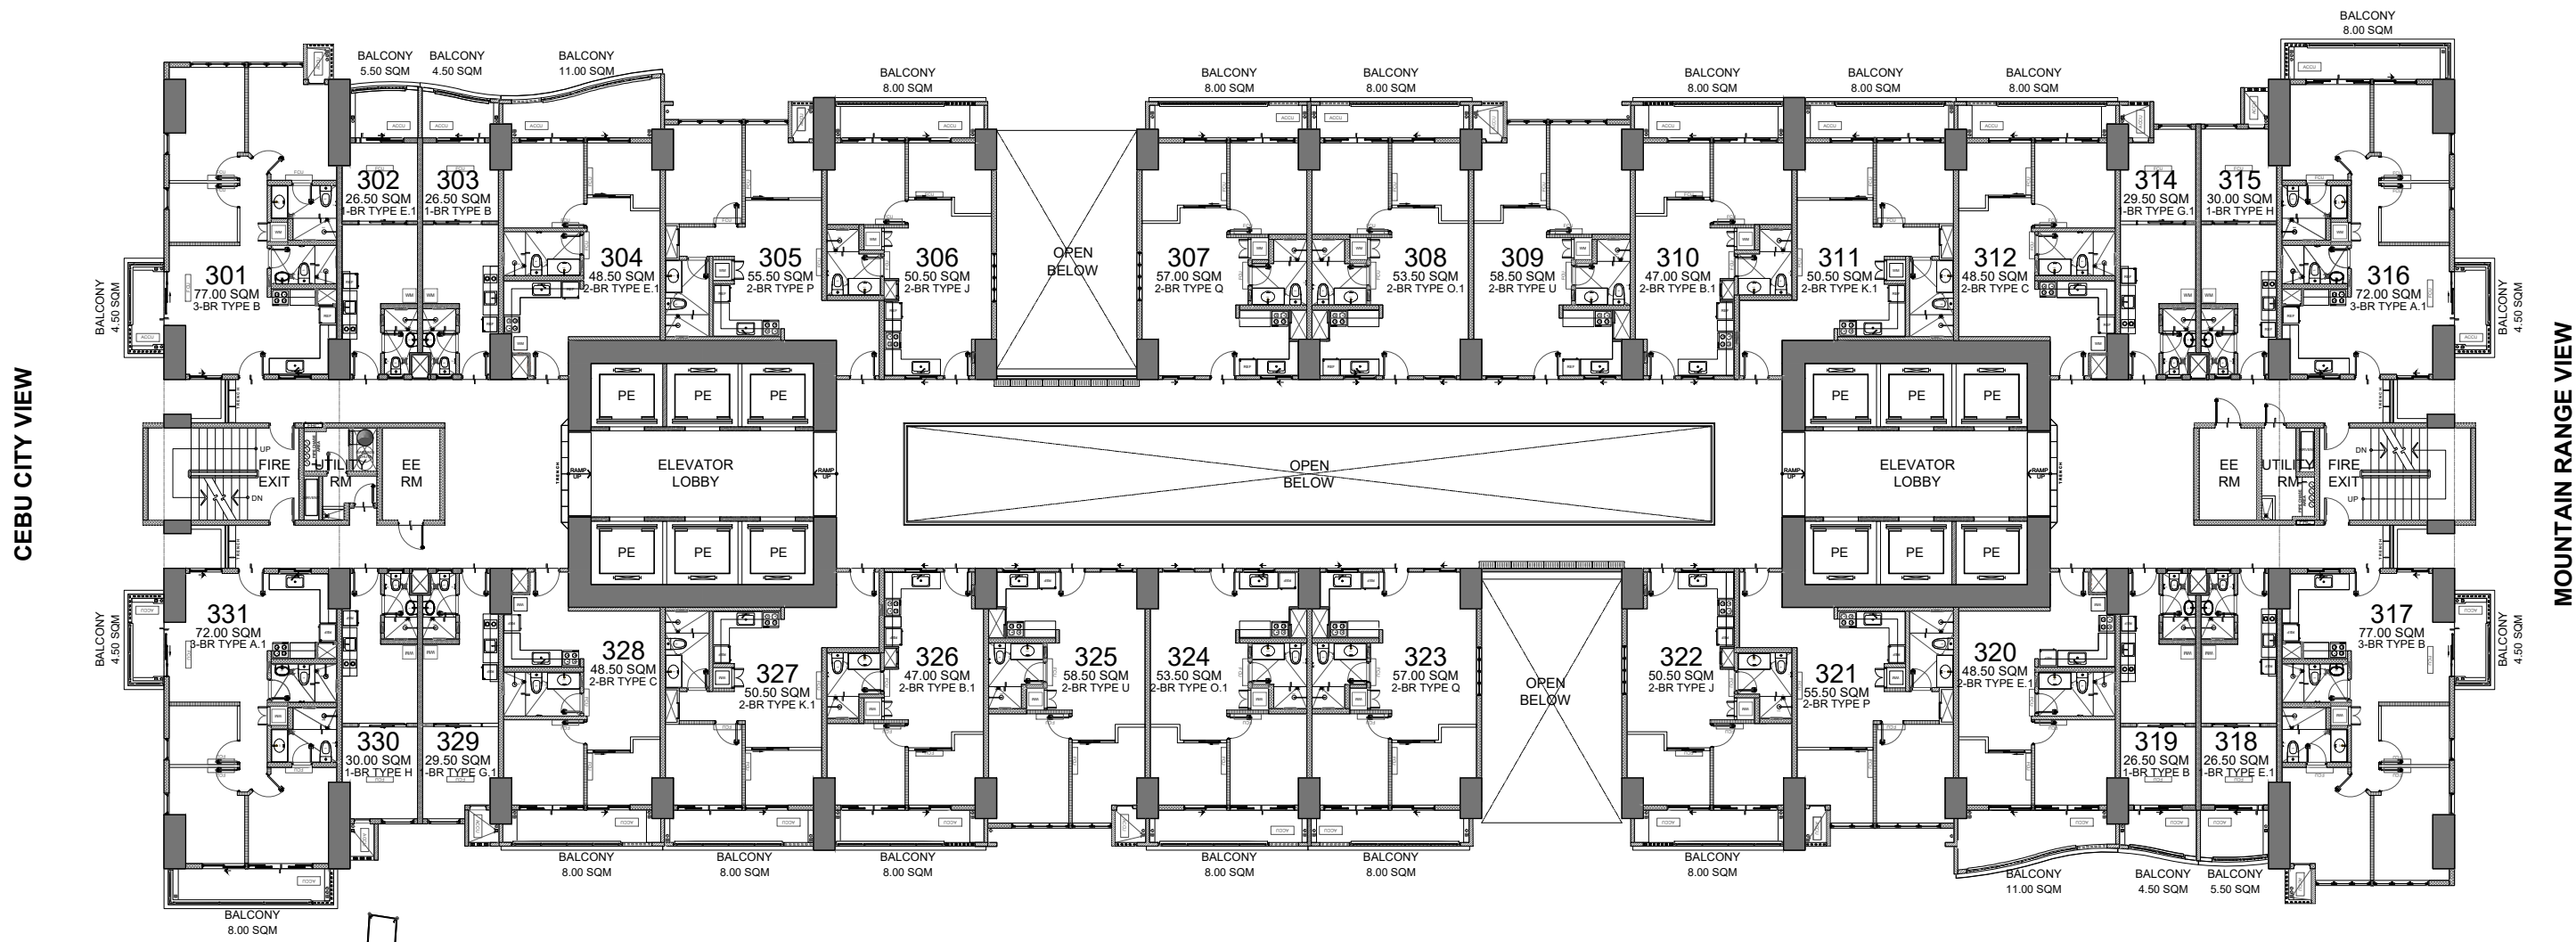 BALCONY
8.00 SQM
BALCONY
5.50 SQM
BALCONY
4.50 SQM
BALCONY
11.00 SQM
BALCONY
8.00 SQM
BALCONY
8.00 SQM
BALCONY
8.00 SQM
BALCONY
8.00 SQM
BALCONY
8.00 SQM
BALCONY
8.00 SQM
301
77.00 SQM
3-BR TYPE B
302
26.50 SQM
1-BR TYPE E.1
303
26.50 SQM
1-BR TYPE B
304
48.50 SQM
2-BR TYPE E.1
305
55.50 SQM
2-BR TYPE P
306
50.50 SQM
2-BR TYPE J
OPEN
BELOW
307
57.00 SQM
2-BR TYPE Q
308
53.50 SQM
2-BR TYPE O.1
309
58.50 SQM
2-BR TYPE U
310
47.00 SQM
2-BR TYPE B.1
311
50.50 SQM
2-BR TYPE K.1
312
48.50 SQM
2-BR TYPE C
314
29.50 SQM
1-BR TYPE G.1
315
30.00 SQM
1-BR TYPE H
316
72.00 SQM
3-BR TYPE A.1
BALCONY
4.50 SQM
BALCONY
4.50 SQM
CEBU CITY VIEW
MOUNTAIN RANGE VIEW
PE
PE
PE
PE
PE
PE
UP
FIRE
EXIT
DN
UTILITY
RM
EE
RM
TRENCH
RAMP
UP
ELEVATOR
LOBBY
RAMP
UP
OPEN
BELOW
RAMP
UP
ELEVATOR
LOBBY
RAMP
UP
TRENCH
EE
RM
UTILITY
RM
FIRE
EXIT
DN
UP
PE
PE
PE
PE
PE
PE
BALCONY
4.50 SQM
331
72.00 SQM
3-BR TYPE A.1
330
30.00 SQM
1-BR TYPE H
329
29.50 SQM
1-BR TYPE G.1
328
48.50 SQM
2-BR TYPE C
327
50.50 SQM
2-BR TYPE K.1
326
47.00 SQM
2-BR TYPE B.1
325
58.50 SQM
2-BR TYPE U
324
53.50 SQM
2-BR TYPE O.1
323
57.00 SQM
2-BR TYPE Q
OPEN
BELOW
322
50.50 SQM
2-BR TYPE J
321
55.50 SQM
2-BR TYPE P
320
48.50 SQM
2-BR TYPE E.1
319
26.50 SQM
1-BR TYPE B
318
26.50 SQM
1-BR TYPE E.1
317
77.00 SQM
3-BR TYPE B
BALCONY
4.50 SQM
BALCONY
8.00 SQM
BALCONY
8.00 SQM
BALCONY
8.00 SQM
BALCONY
8.00 SQM
BALCONY
8.00 SQM
BALCONY
8.00 SQM
BALCONY
11.00 SQM
BALCONY
4.50 SQM
BALCONY
5.50 SQM
BALCONY
8.00 SQM